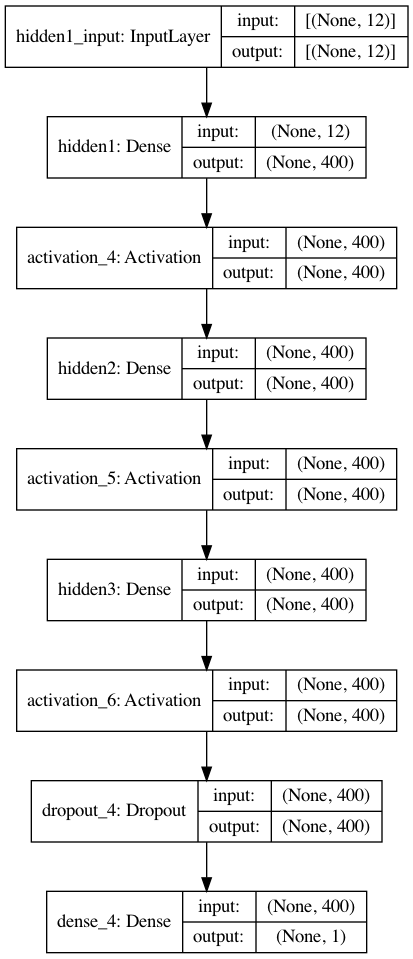 hidden1_input: InputLayer
input: [(None, 12)]
output: [(None, 12)]
hidden1: Dense
input: (None, 12)
output: (None, 400)
activation_4: Activation
input: (None, 400)
output: (None, 400)
hidden2: Dense
input: (None, 400)
output: (None, 400)
activation_5: Activation
input: (None, 400)
output: (None, 400)
hidden3: Dense
input: (None, 400)
output: (None, 400)
activation_6: Activation
input: (None, 400)
output: (None, 400)
dropout_4: Dropout
input: (None, 400)
output: (None, 400)
dense_4: Dense
input: (None, 400)
output: (None, 1)